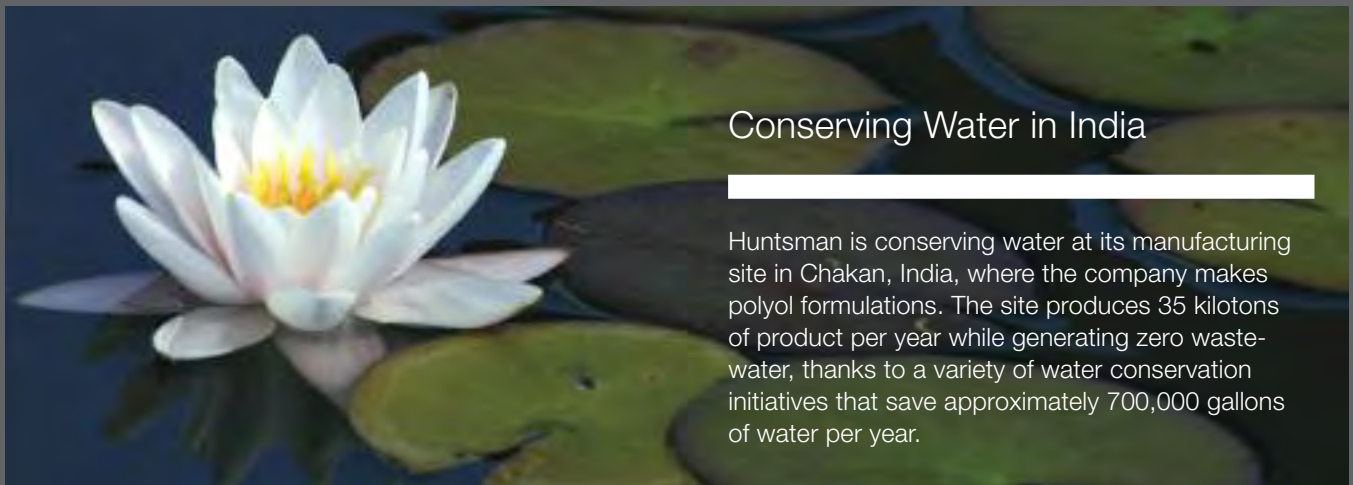 Conserving Water in India
Huntsman is conserving water at its manufacturing
site in Chakan, India, where the company makes
polyol formulations. The site produces 35 kilotons
of product per year while generating zero waste-
water, thanks to a variety of water conservation
initiatives that save approximately 700,000 gallons
of water per year.